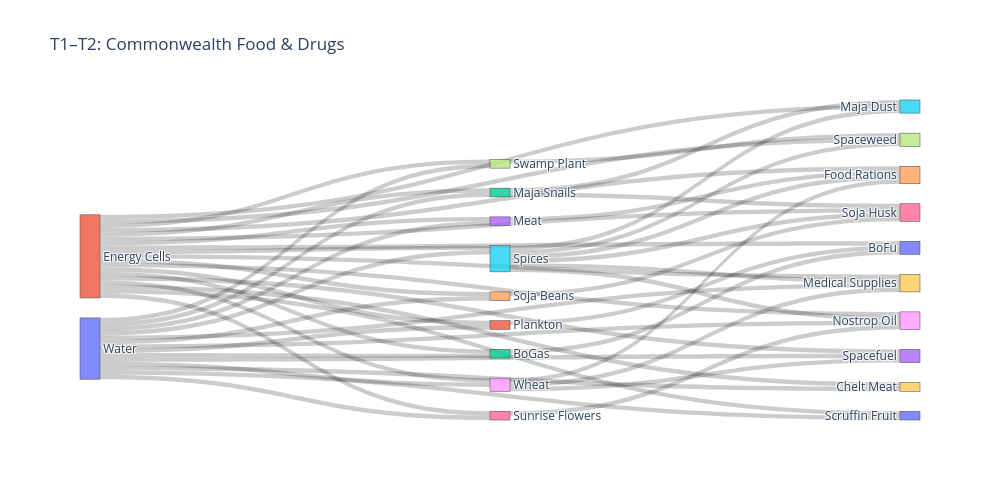 T1–T2: Commonwealth Food & Drugs
Energy Cells
Water
Swamp Plant
Maja Snails
Meat
Spices
Soja Beans
Plankton
BoGas
Wheat
Sunrise Flowers
Maja Dust
Spaceweed
Food Rations
Soja Husk
BoFu
Medical Supplies
Nostrop Oil
Spacefuel
Chelt Meat
Scruffin Fruit